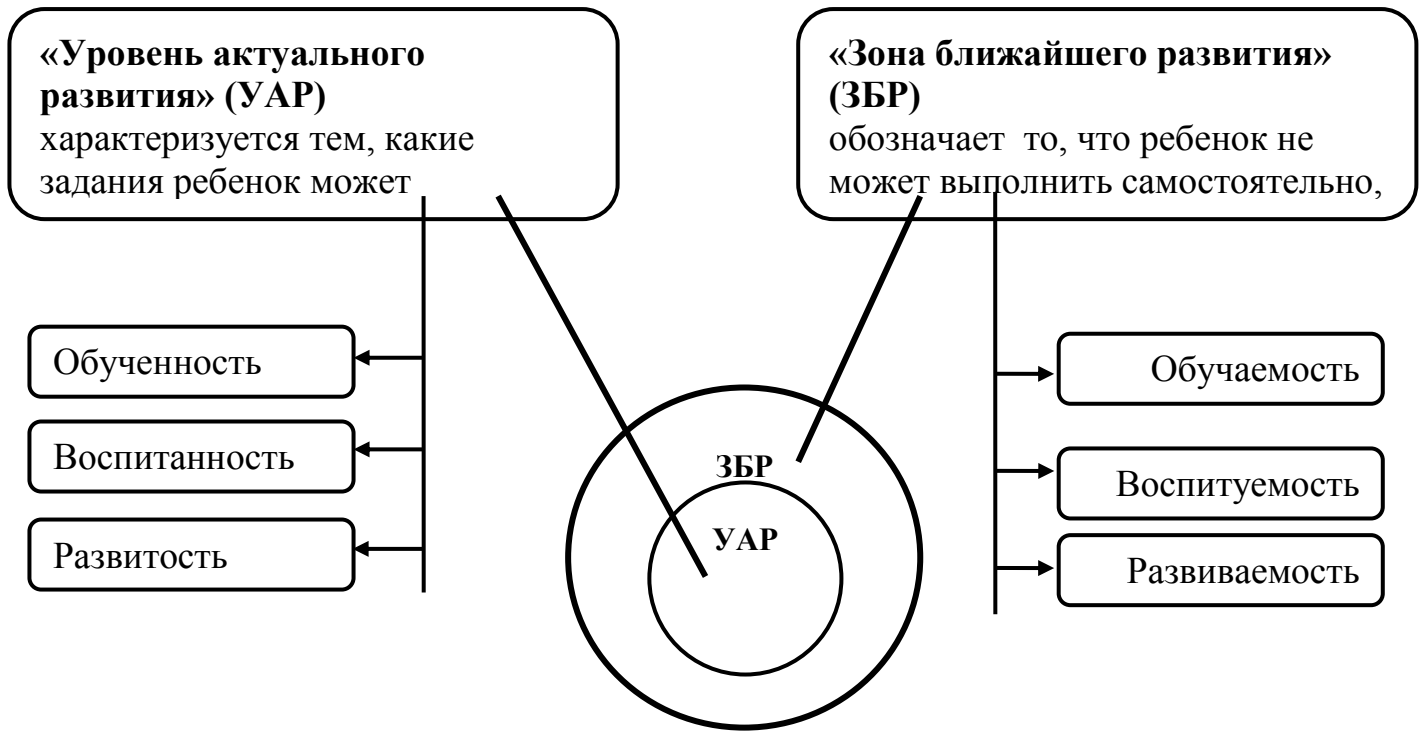 «Уровень актуального
развития» (УАР)
характеризуется тем, какие
задания ребенок может
«Зона ближайшего развития»
(ЗБР)
обозначает то, что ребенок не
может выполнить самостоятельно,
Обученность
Воспитанность
Развитость
ЗБР
УАР
Обучаемость
Воспитуемость
Развиваемость